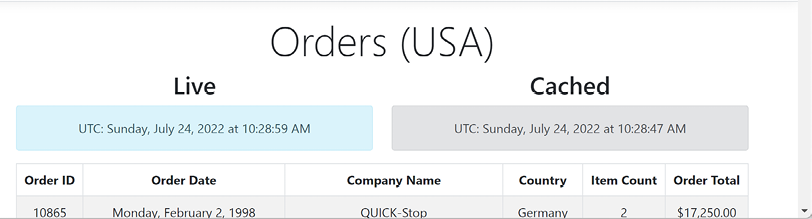 Orders (USA)
Live Cached
UTC: Sunday, July 24, 2022 at 10:28:59 AM UTC: Sunday, July 24, 2022 at 10:28:47 AM
Order ID Order Date Company Name Country Item Count Order Total
10865 Monday, February 2, 1998 QUICK-Stop Germany 2 $17,250.00